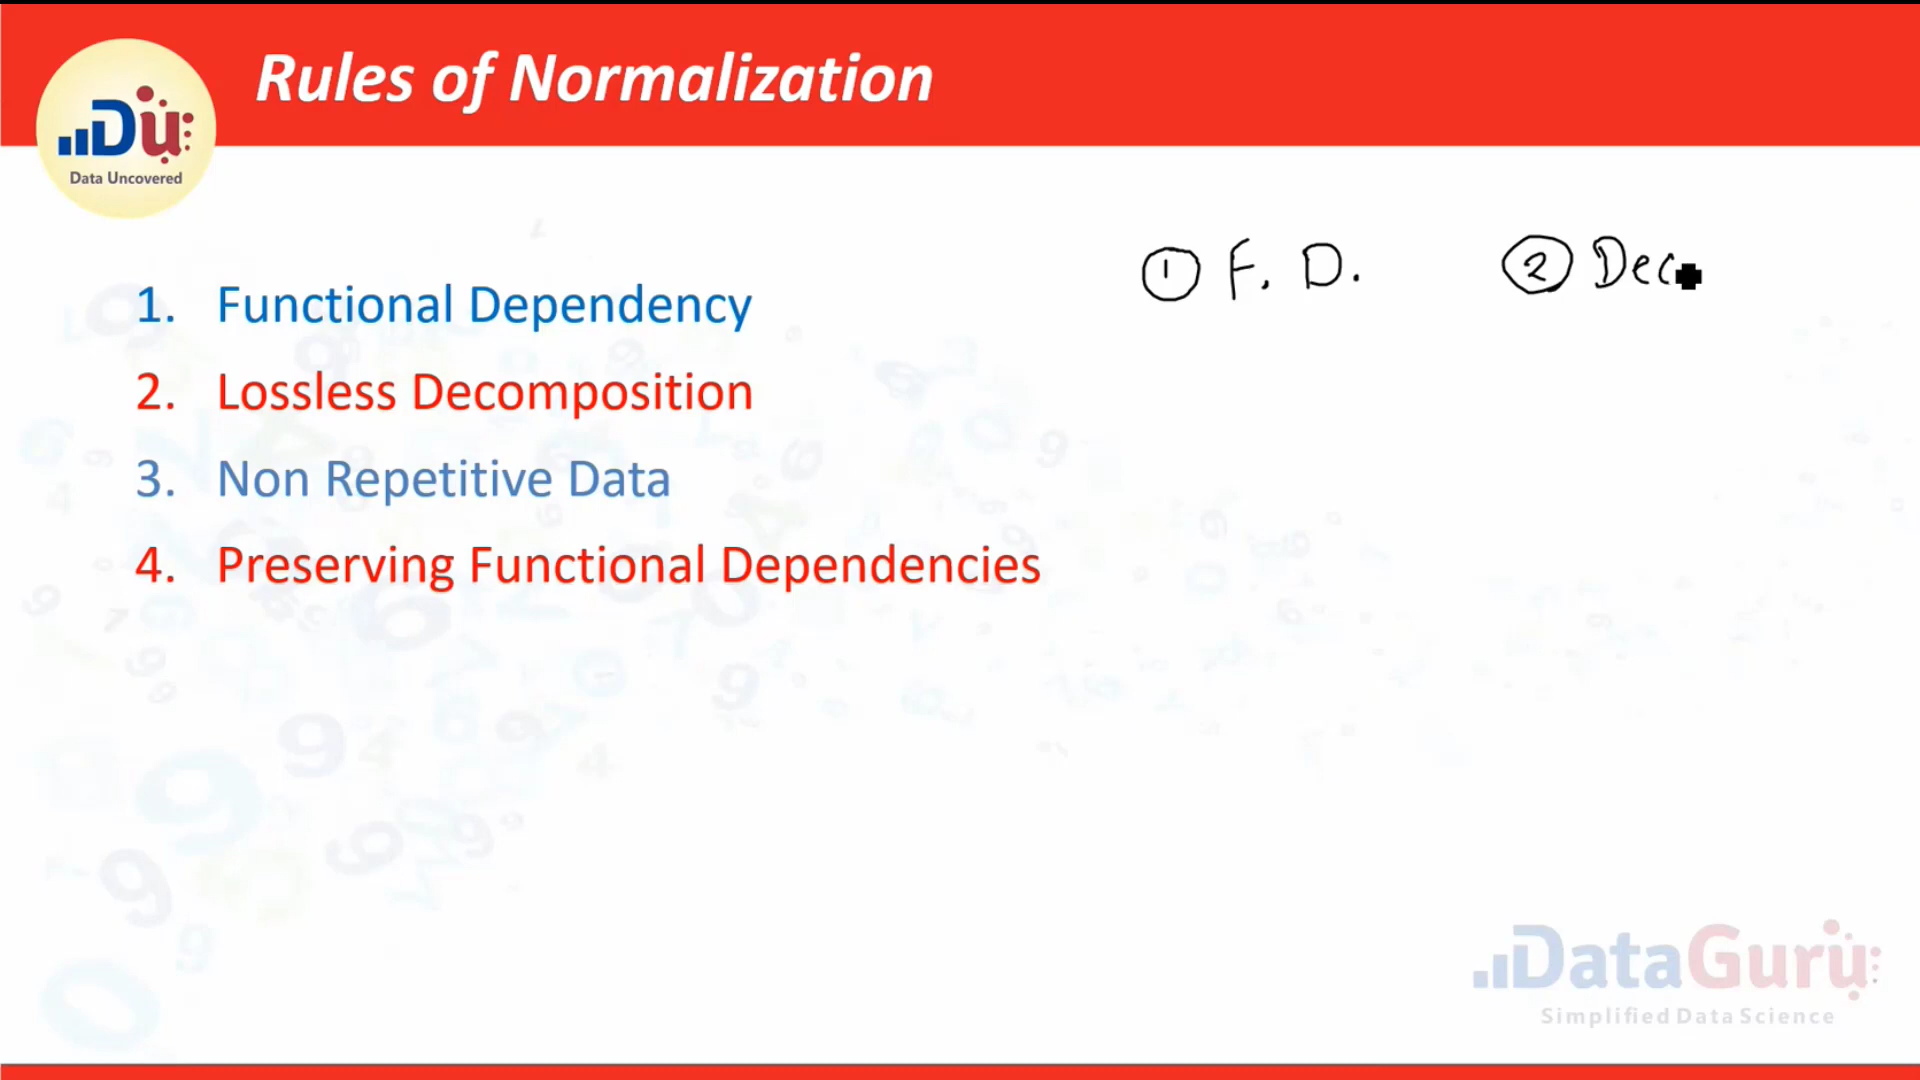 Rules of Normalization
Du
Data Uncovered
① F. D. ② Dec
1. Functional Dependency
2. Lossless Decomposition
3. Non Repetitive Data
4. Preserving Functional Dependencies
DataGuru
Simplified Data Science